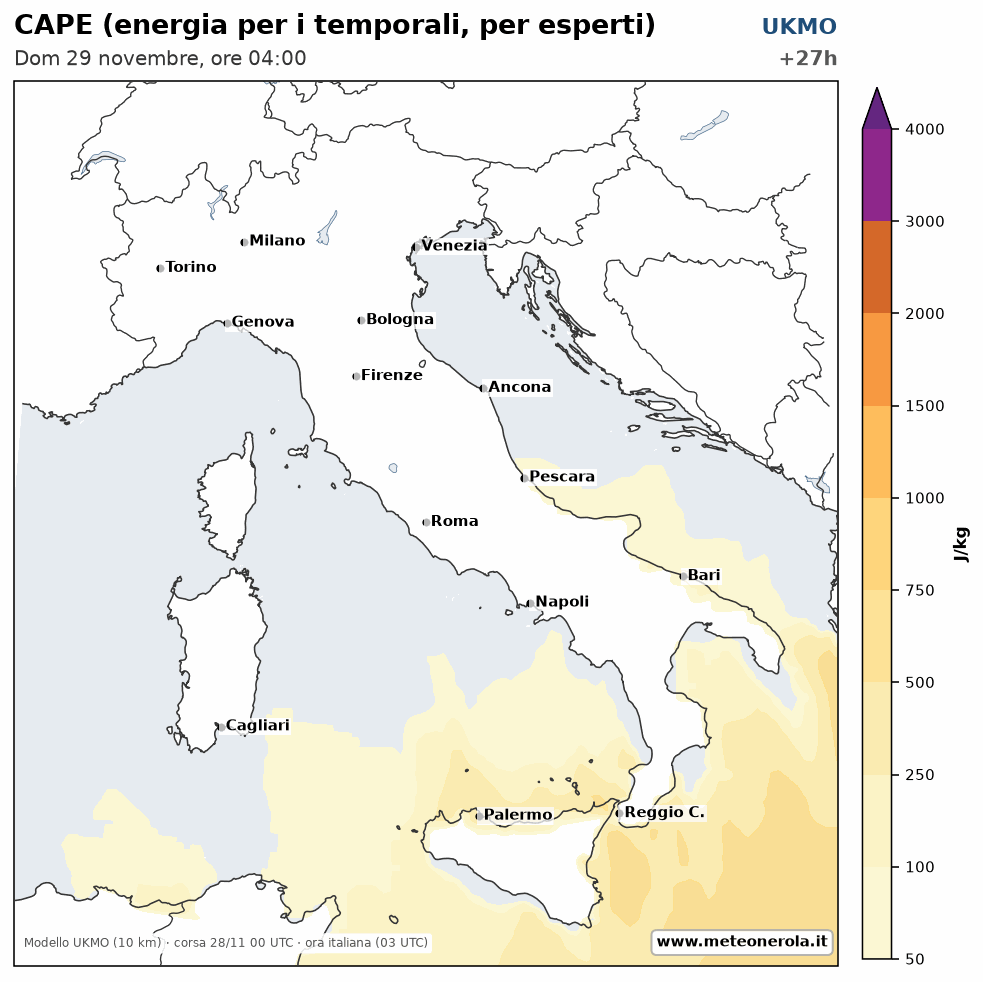 CAPE (energia per i temporali, per esperti)
UKMO
Dom 29 novembre, ore 04:00
+27h
4000
3000
2000
1500
1000
750
500
250
100
50
J/kg
Milano
Venezia
Torino
Genova
Bologna
Firenze
Ancona
Pescara
Roma
Bari
Napoli
Cagliari
Palermo
Reggio C.
Modello UKMO (10 km) · corsa 28/11 00 UTC · ora italiana (03 UTC)
www.meteonerola.it